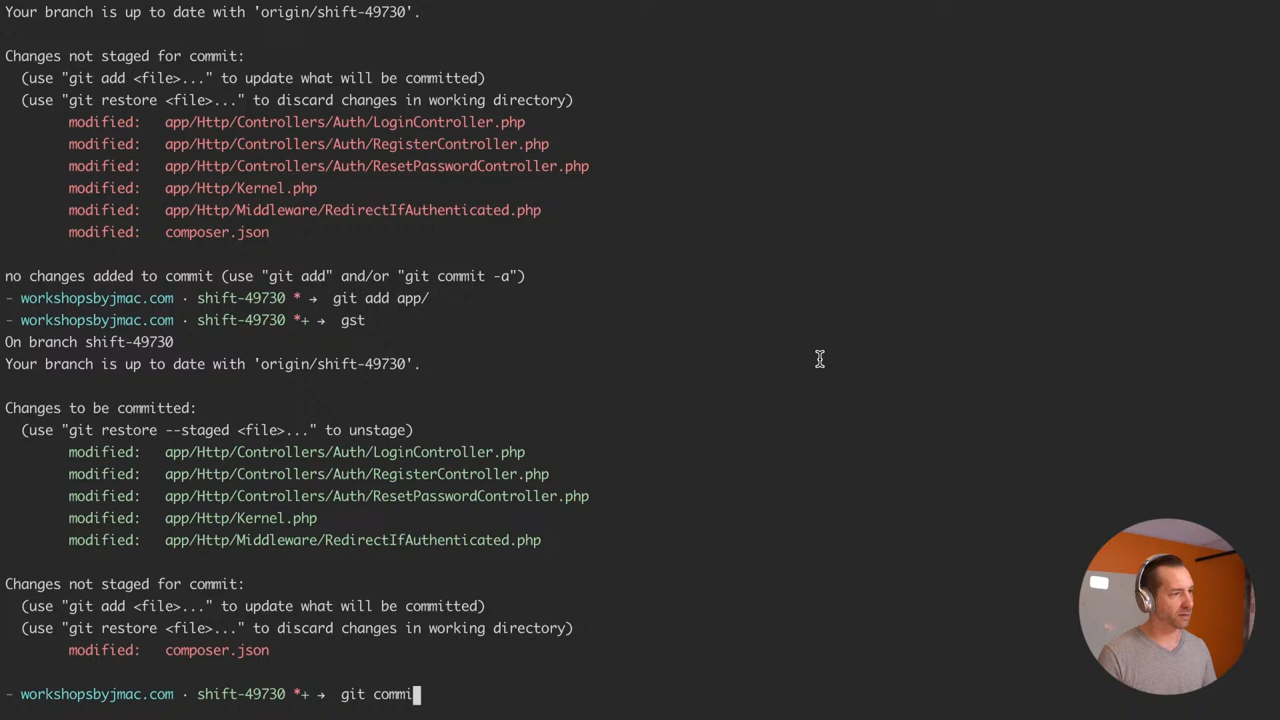 Your branch is up to date with 'origin/shift-49730'.
Changes not staged for commit:
(use "git add <file>..." to update what will be committed)
(use "git restore <file>..." to discard changes in working directory)
modified: app/Http/Controllers/Auth/LoginController.php
modified: app/Http/Controllers/Auth/RegisterController.php
modified: app/Http/Controllers/Auth/ResetPasswordController.php
modified: app/Http/Kernel.php
modified: app/Http/Middleware/RedirectIfAuthenticated.php
modified: composer.json
no changes added to commit (use "git add" and/or "git commit -a")
- workshopsbyjmac.com · shift-49730 * → git add app/
- workshopsbyjmac.com · shift-49730 *+ → gst
On branch shift-49730
Your branch is up to date with 'origin/shift-49730'.
Changes to be committed:
(use "git restore --staged <file>..." to unstage)
modified: app/Http/Controllers/Auth/LoginController.php
modified: app/Http/Controllers/Auth/RegisterController.php
modified: app/Http/Controllers/Auth/ResetPasswordController.php
modified: app/Http/Kernel.php
modified: app/Http/Middleware/RedirectIfAuthenticated.php
Changes not staged for commit:
(use "git add <file>..." to update what will be committed)
(use "git restore <file>..." to discard changes in working directory)
modified: composer.json
- workshopsbyjmac.com · shift-49730 *+ → git commi